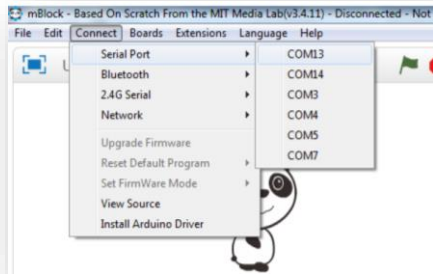 mBlock - Based On Scratch From the MIT Media Lab(v3.4.11) - Disconnected - Not
File Edit Connect Boards Extensions Language Help
Serial Port
Bluetooth
2.4G Serial
Network
Upgrade Firmware
Reset Default Program
Set FirmWare Mode
View Source
Install Arduino Driver
COM13
COM14
COM3
COM4
COM5
COM7